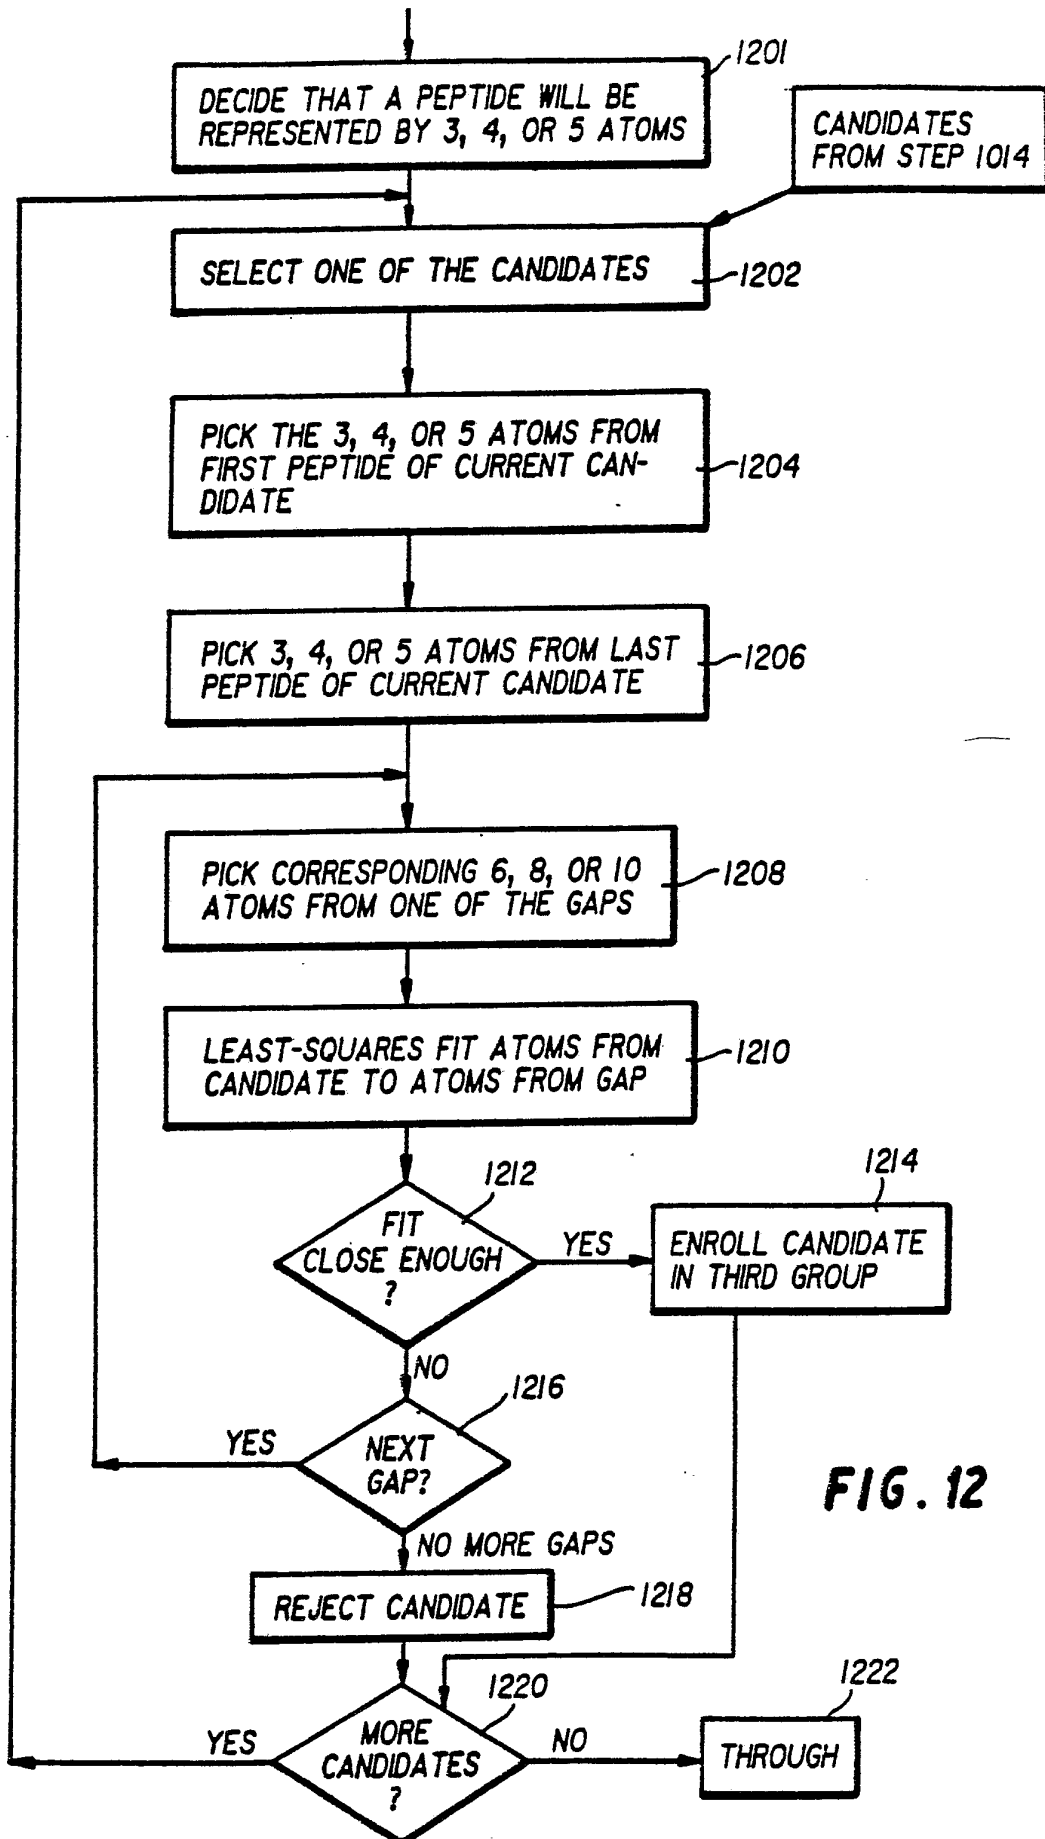 1201
DECIDE THAT A PEPTIDE WILL BE
REPRESENTED BY 3, 4, OR 5 ATOMS
CANDIDATES
FROM STEP 1014
SELECT ONE OF THE CANDIDATES
1202
PICK THE 3, 4, OR 5 ATOMS FROM
FIRST PEPTIDE OF CURRENT CAN-
DIDATE
1204
PICK 3, 4, OR 5 ATOMS FROM LAST
PEPTIDE OF CURRENT CANDIDATE
1206
PICK CORRESPONDING 6, 8, OR 10
ATOMS FROM ONE OF THE GAPS
1208
LEAST-SQUARES FIT ATOMS FROM
CANDIDATE TO ATOMS FROM GAP
1210
1212
FIT
CLOSE ENOUGH
?
YES
1214
ENROLL CANDIDATE
IN THIRD GROUP
NO
1216
NEXT
GAP?
YES
NO MORE GAPS
FIG. 12
REJECT CANDIDATE
1218
1220
MORE
CANDIDATES
?
YES
NO
1222
THROUGH